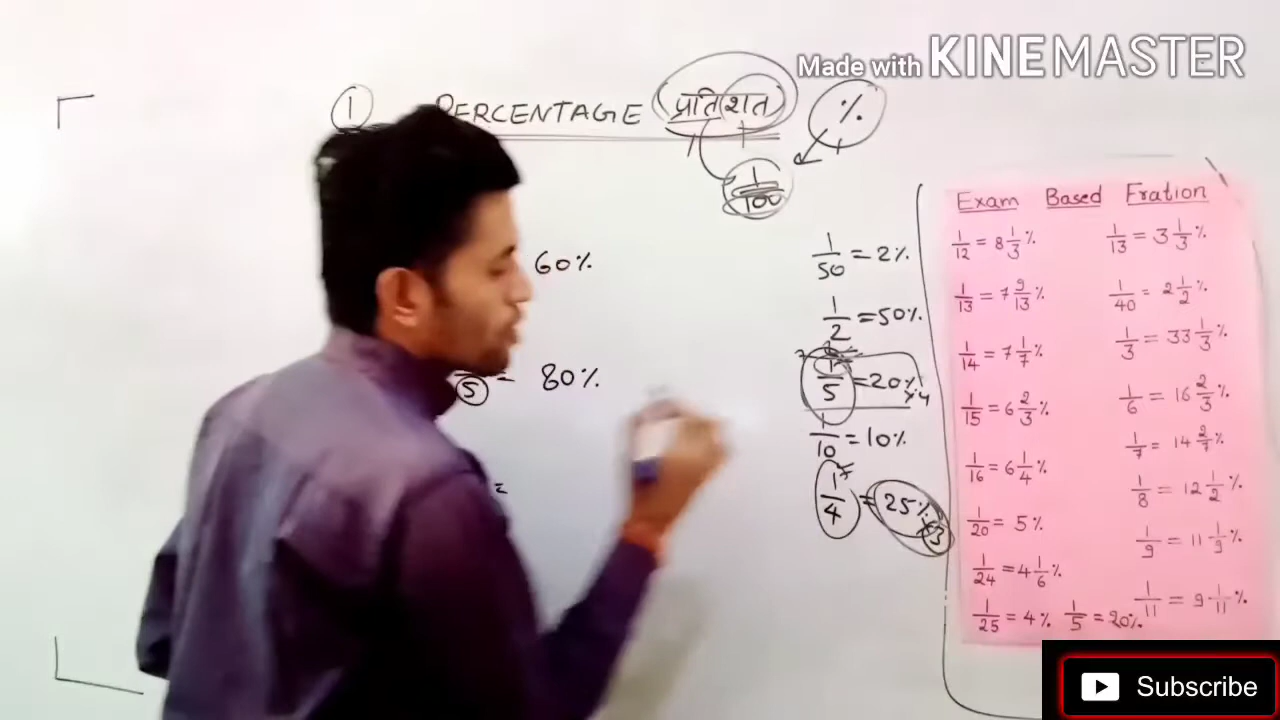 Made with KINEMASTER
1 PERCENTAGE प्रतिशत %
1/100
60%
5 = 80%
=
1/50 = 2%
1/2 = 50%
1/5 = 20% ×4
1/10 = 10%
1/4 = 25% ×3
Exam Based Fration
1/12 = 8 1/3%
1/13 = 7 9/13%
1/14 = 7 1/7%
1/15 = 6 2/3%
1/16 = 6 1/4%
1/20 = 5%
1/24 = 4 1/6%
1/25 = 4% 1/5 = 20%
1/13 = 3 1/3%
1/40 = 2 1/2%
1/3 = 33 1/3%
1/6 = 16 2/3%
1/7 = 14 2/7%
1/8 = 12 1/2%
1/9 = 11 1/9%
1/11 = 9 1/11%
Subscribe